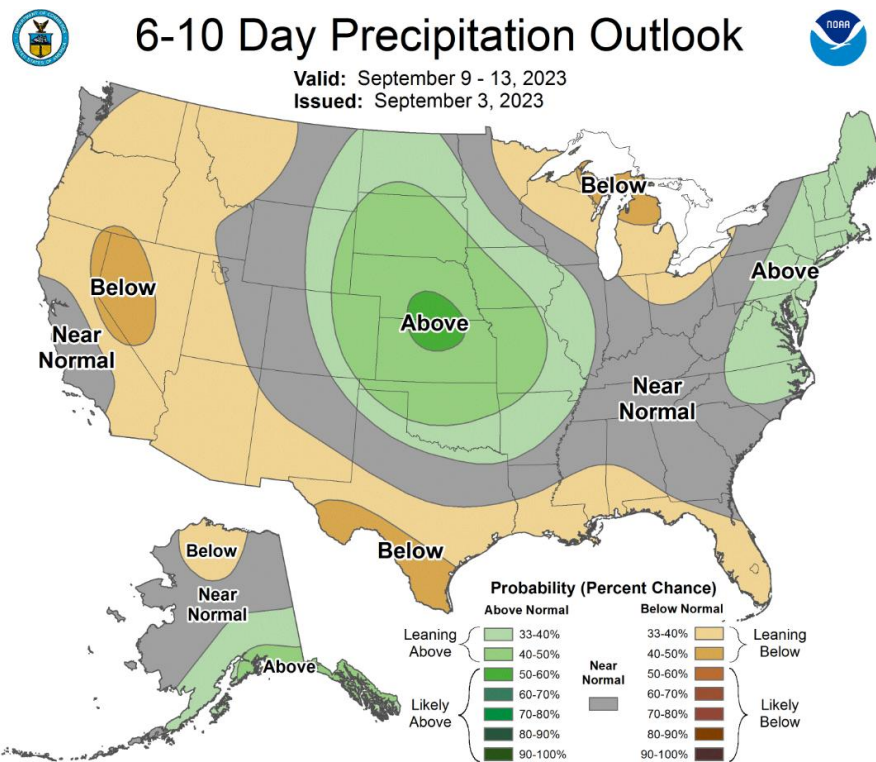 6-10 Day Precipitation Outlook
NOAA
Valid: September 9 - 13, 2023
Issued: September 3, 2023
Below
Above
Below
Above
Near
Normal
Near
Normal
Below
Below
Near
Normal
Above
Probability (Percent Chance)
Above Normal
Below Normal
Leaning
Above
33-40%
40-50%
Likely
Above
50-60%
60-70%
70-80%
80-90%
90-100%
Near
Normal
33-40%
40-50%
Leaning
Below
50-60%
60-70%
70-80%
80-90%
90-100%
Likely
Below